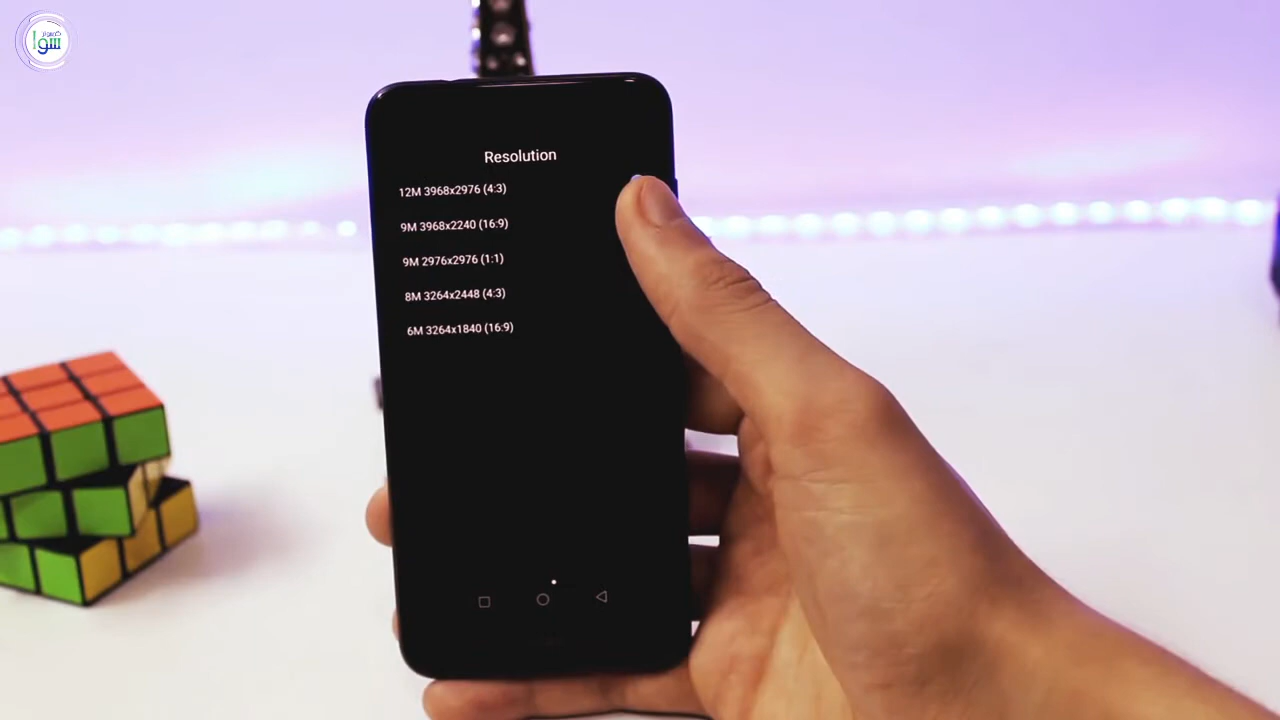 سوا
Resolution
12M 3968x2976 (4:3)
9M 3968x2240 (16:9)
9M 2976x2976 (1:1)
8M 3264x2448 (4:3)
6M 3264x1840 (16:9)